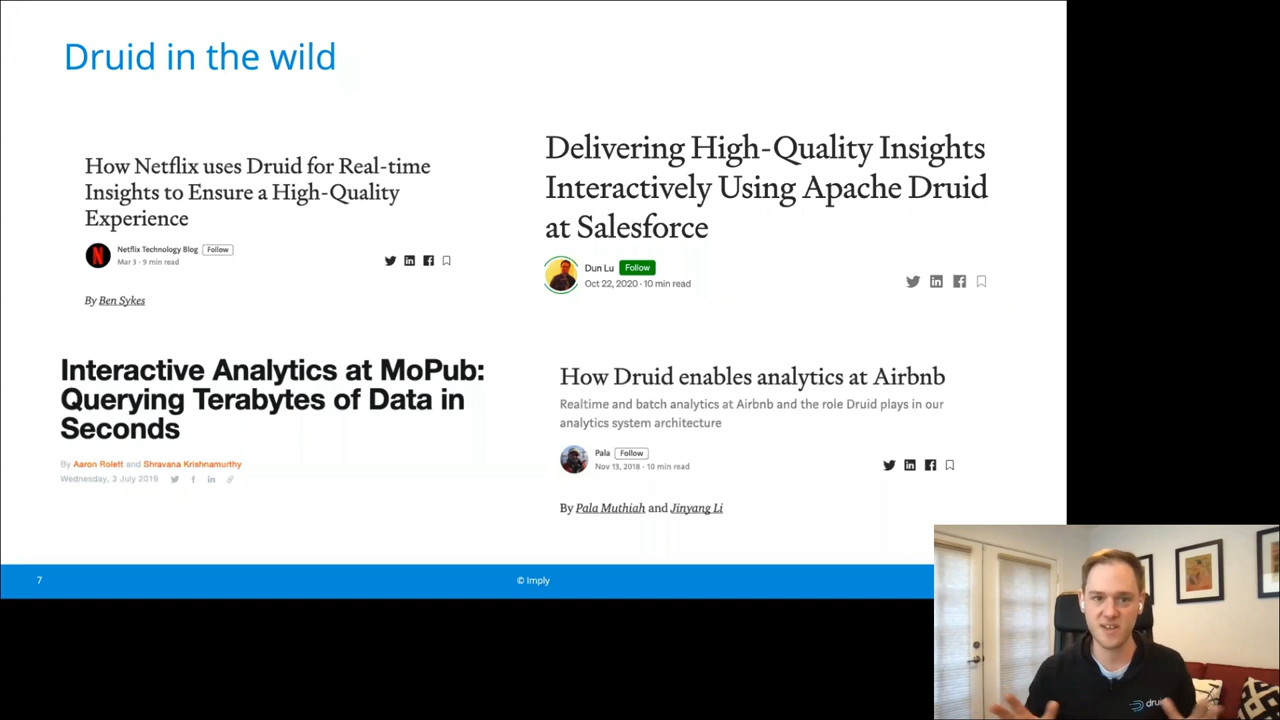 Druid in the wild
How Netflix uses Druid for Real-time
Insights to Ensure a High-Quality
Experience
Netflix Technology Blog Follow
Mar 3 · 9 min read
By Ben Sykes
Delivering High-Quality Insights
Interactively Using Apache Druid
at Salesforce
Dun Lu Follow
Oct 22, 2020 · 10 min read
Interactive Analytics at MoPub:
Querying Terabytes of Data in
Seconds
By Aaron Rolett and Shravana Krishnamurthy
Wednesday, 3 July 2019
How Druid enables analytics at Airbnb
Realtime and batch analytics at Airbnb and the role Druid plays in our
analytics system architecture
Pala Follow
Nov 13, 2018 · 10 min read
By Pala Muthiah and Jinyang Li
7
© Imply